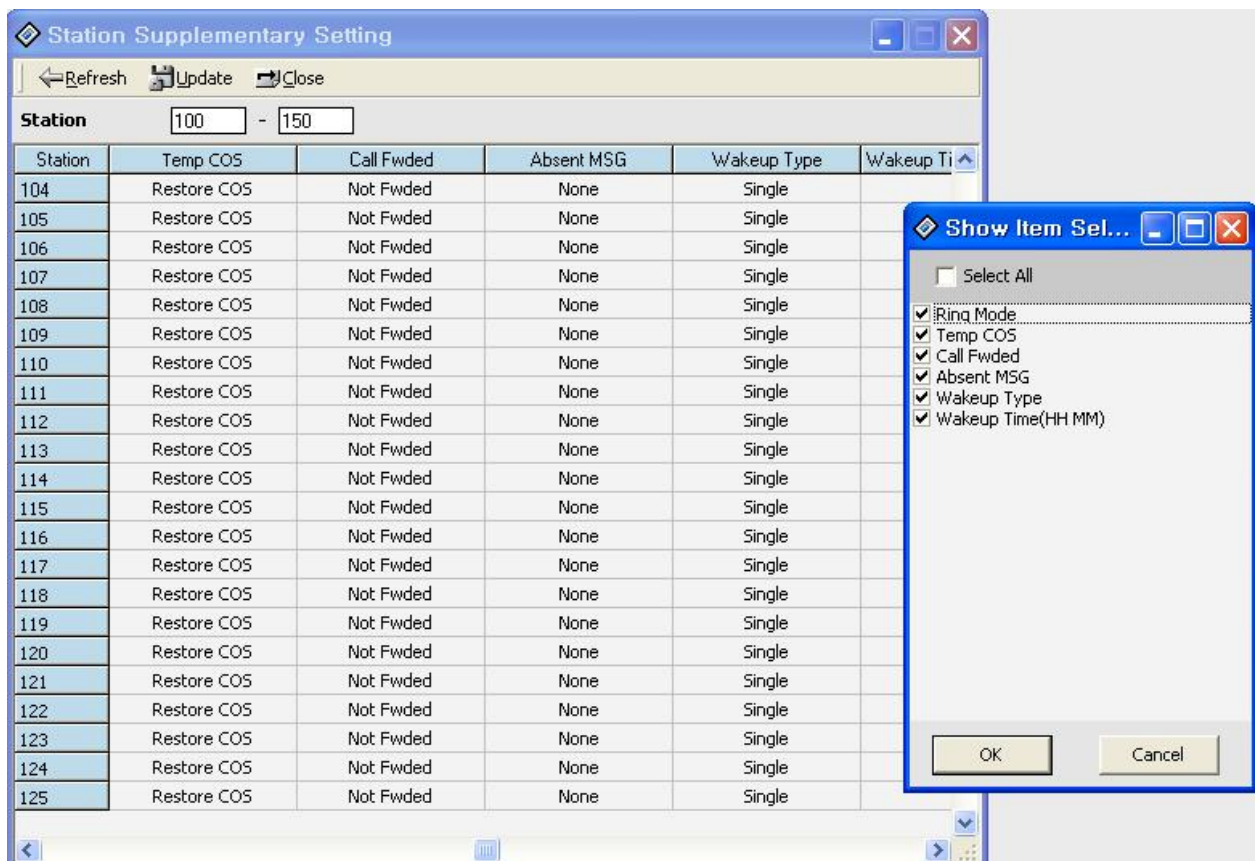 Station Supplementary Setting
Refresh Update Close
Station 100 - 150
Station Temp COS Call Fwded Absent MSG Wakeup Type Wakeup Ti
104 Restore COS Not Fwded None Single
105 Restore COS Not Fwded None Single
106 Restore COS Not Fwded None Single
107 Restore COS Not Fwded None Single
108 Restore COS Not Fwded None Single
109 Restore COS Not Fwded None Single
110 Restore COS Not Fwded None Single
111 Restore COS Not Fwded None Single
112 Restore COS Not Fwded None Single
113 Restore COS Not Fwded None Single
114 Restore COS Not Fwded None Single
115 Restore COS Not Fwded None Single
116 Restore COS Not Fwded None Single
117 Restore COS Not Fwded None Single
118 Restore COS Not Fwded None Single
119 Restore COS Not Fwded None Single
120 Restore COS Not Fwded None Single
121 Restore COS Not Fwded None Single
122 Restore COS Not Fwded None Single
123 Restore COS Not Fwded None Single
124 Restore COS Not Fwded None Single
125 Restore COS Not Fwded None Single
Show Item Sel...
Select All
Ring Mode
Temp COS
Call Fwded
Absent MSG
Wakeup Type
Wakeup Time(HH MM)
OK Cancel